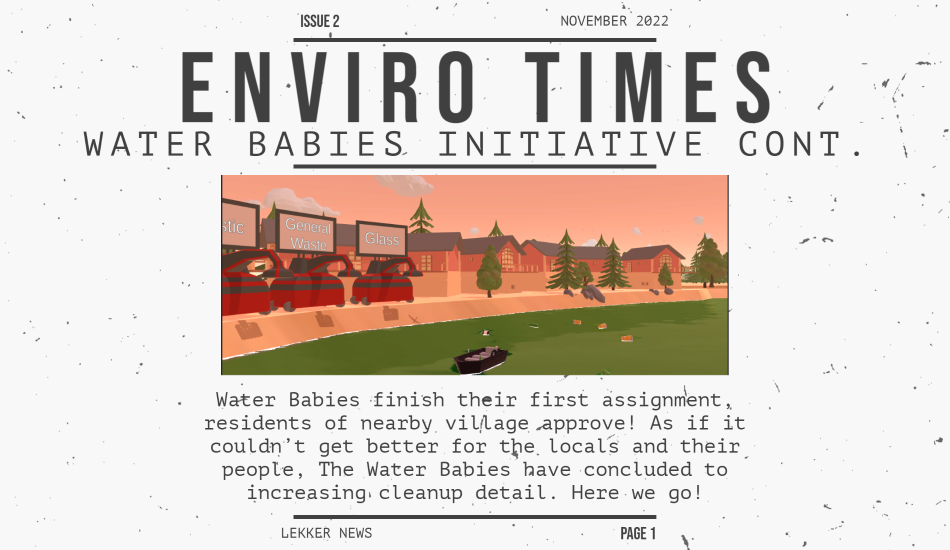 ISSUE 2
NOVEMBER 2022
ENVIRO TIMES
WATER BABIES INITIATIVE CONT.
stic
General
Waste
Glass
Water Babies finish their first assignment,
residents of nearby village approve! As if it
couldn't get better for the locals and their
people, The Water Babies have concluded to
increasing cleanup detail. Here we go!
LEKKER NEWS
PAGE 1